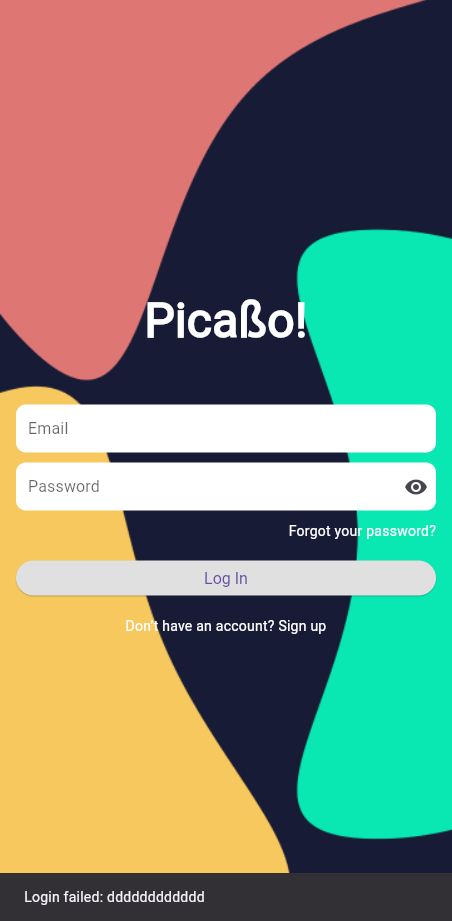 Picaßo!
Email
Password
Forgot your password?
Log In
Don't have an account? Sign up
Login failed: dddddddddddd